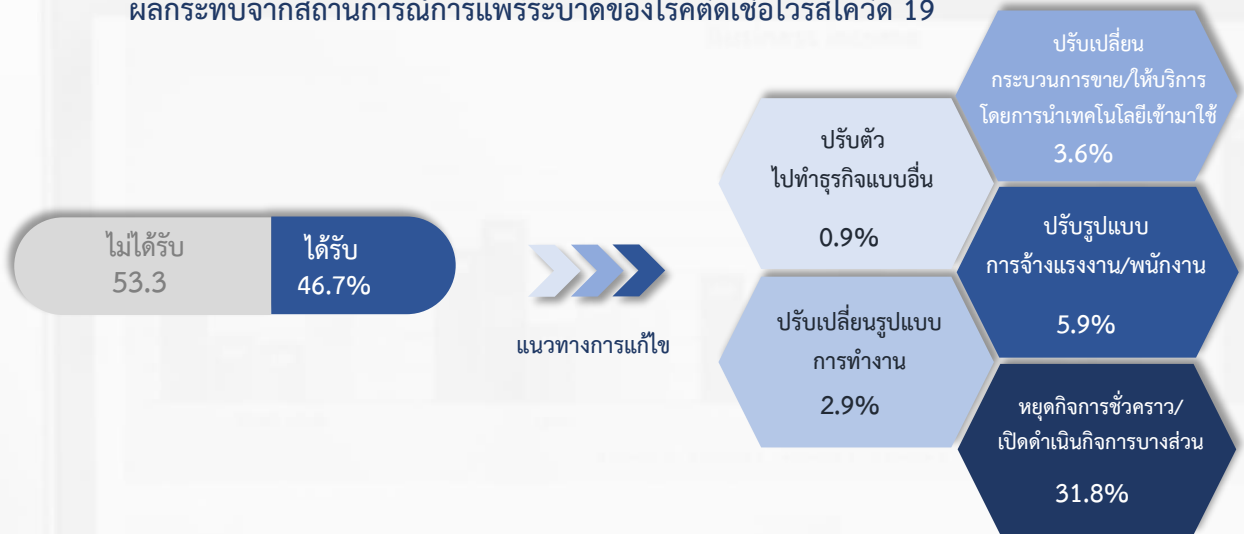 ผลกระทบจากสถานการณ์การแพร่ระบาดของโรคติดเชื้อไวรัสโควิด 19
ไม่ได้รับ
53.3
ได้รับ
46.7%
แนวทางการแก้ไข
ปรับตัว
ไปทำธุรกิจแบบอื่น
0.9%
ปรับเปลี่ยนรูปแบบ
การทำงาน
2.9%
ปรับเปลี่ยน
กระบวนการขาย/ให้บริการ
โดยการนำเทคโนโลยีเข้ามาใช้
3.6%
ปรับรูปแบบ
การจ้างแรงงาน/พนักงาน
5.9%
หยุดกิจการชั่วคราว/
เปิดดำเนินกิจการบางส่วน
31.8%